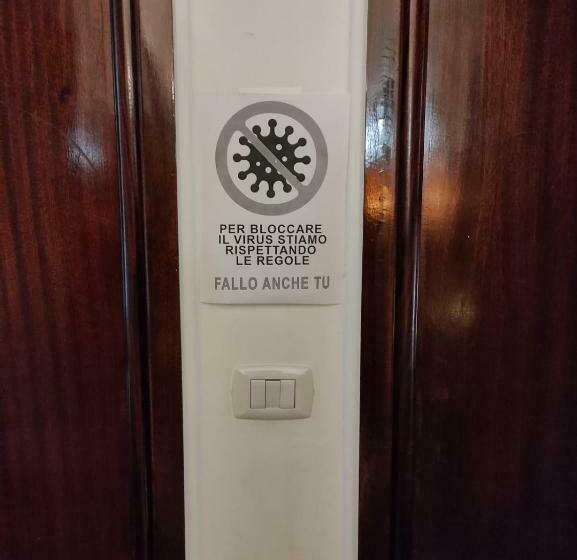 PER BLOCCARE
IL VIRUS STIAMO
RISPETTANDO
LE REGOLE
FALLO ANCHE TU